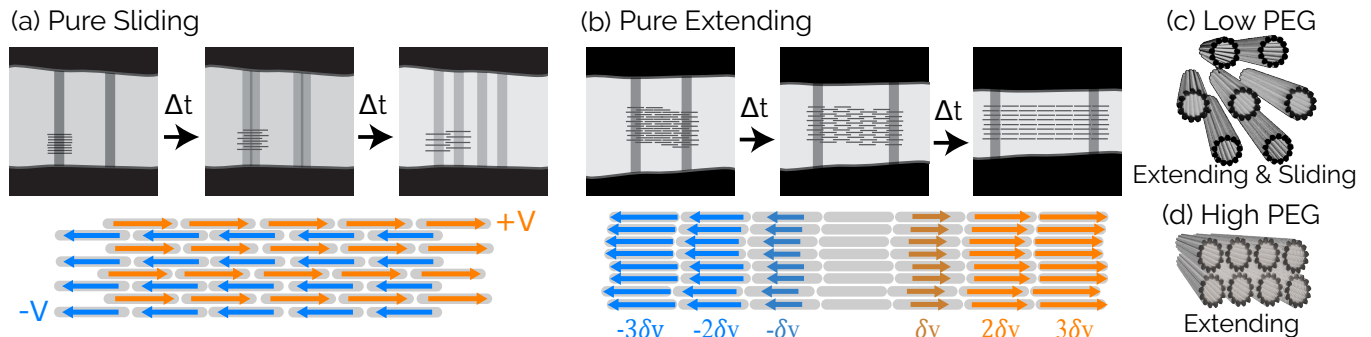 (a) Pure Sliding
Δt
Δt
+V
-V
(b) Pure Extending
Δt
Δt
-3δv
-2δv
-δv
δv
2δv
3δv
(c) Low PEG
Extending & Sliding
(d) High PEG
Extending